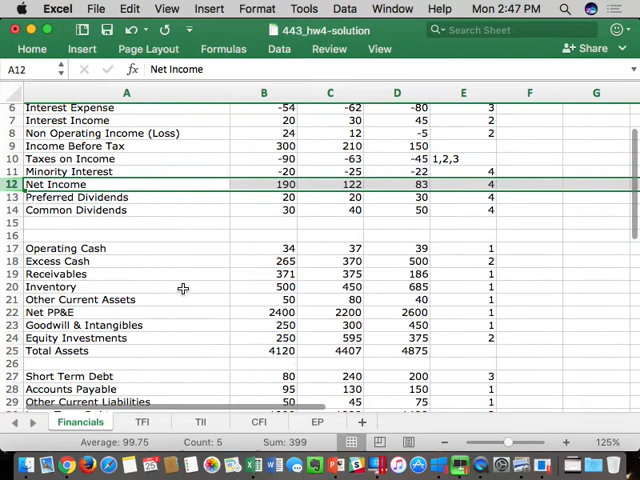 Excel File Edit View Insert Format Tools Data Window Help Mon 2:47 PM
443_hw4-solution
Search Sheet
Home Insert Page Layout Formulas Data Review View Share
A12 fx Net Income
A B C D E F G
6 Interest Expense -54 -62 -80 3
7 Interest Income 20 30 45 2
8 Non Operating Income (Loss) 24 12 -5 2
9 Income Before Tax 300 210 150
10 Taxes on Income -90 -63 -45 1,2,3
11 Minority Interest -20 -25 -22 4
12 Net Income 190 122 83 4
13 Preferred Dividends 20 20 30 4
14 Common Dividends 30 40 50 4
15
16
17 Operating Cash 34 37 39 1
18 Excess Cash 265 370 500 2
19 Receivables 371 375 186 1
20 Inventory 500 450 685 1
21 Other Current Assets 50 80 40 1
22 Net PP&E 2400 2200 2600 1
23 Goodwill & Intangibles 250 300 450 1
24 Equity Investments 250 595 375 2
25 Total Assets 4120 4407 4875
26
27 Short Term Debt 80 240 200 3
28 Accounts Payable 95 130 150 1
29 Other Current Liabilities 50 45 75 1
Financials TFI TII CFI EP
Average: 99.75 Count: 5 Sum: 399 125%